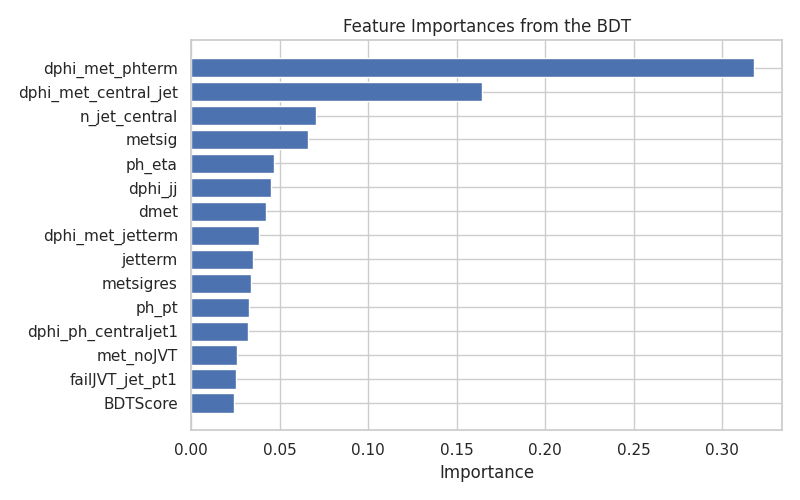 Feature Importances from the BDT
dphi_met_phterm
dphi_met_central_jet
n_jet_central
metsig
ph_eta
dphi_jj
dmet
dphi_met_jetterm
jetterm
metsigres
ph_pt
dphi_ph_centraljet1
met_noJVT
failJVT_jet_pt1
BDTScore
0.00 0.05 0.10 0.15 0.20 0.25 0.30
Importance